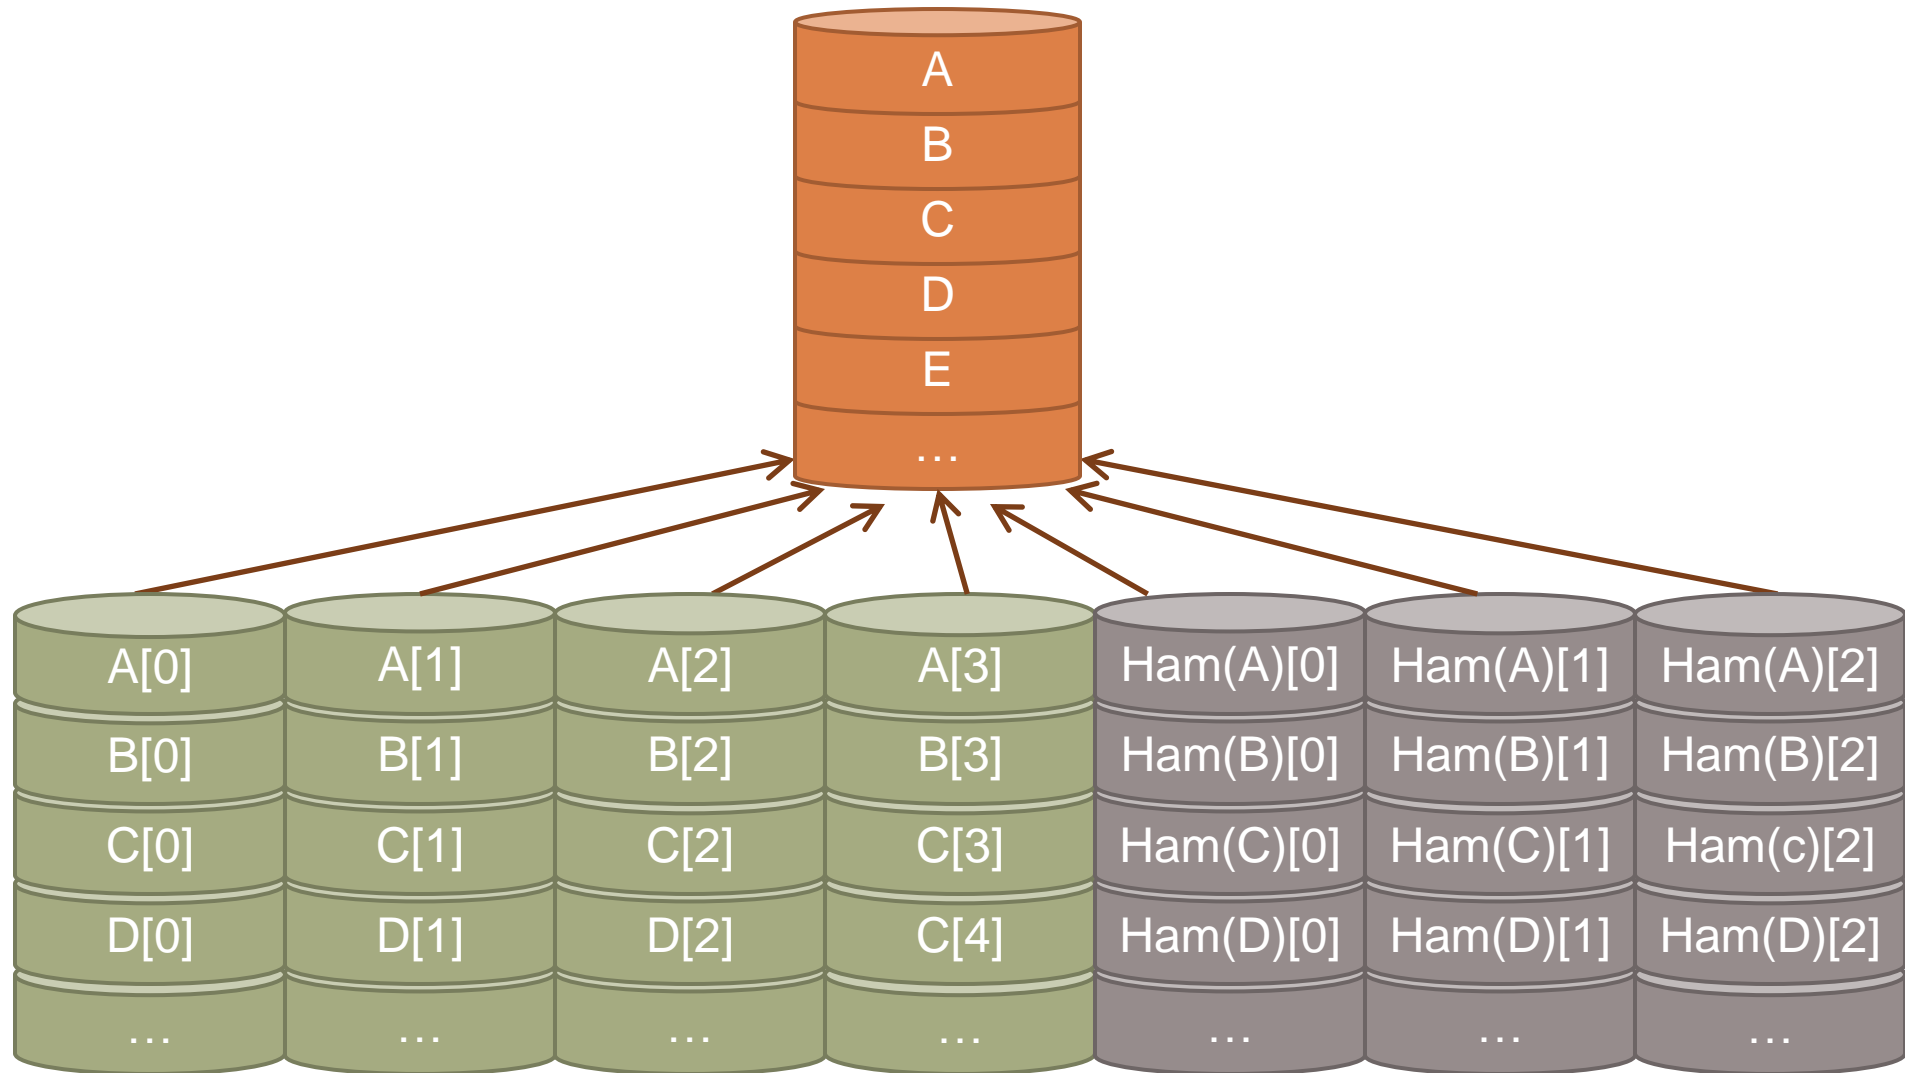 A
B
C
D
E
...
A[0] A[1] A[2] A[3] Ham(A)[0] Ham(A)[1] Ham(A)[2]
B[0] B[1] B[2] B[3] Ham(B)[0] Ham(B)[1] Ham(B)[2]
C[0] C[1] C[2] C[3] Ham(C)[0] Ham(C)[1] Ham(c)[2]
D[0] D[1] D[2] C[4] Ham(D)[0] Ham(D)[1] Ham(D)[2]
... ... ... ... ... ... ...